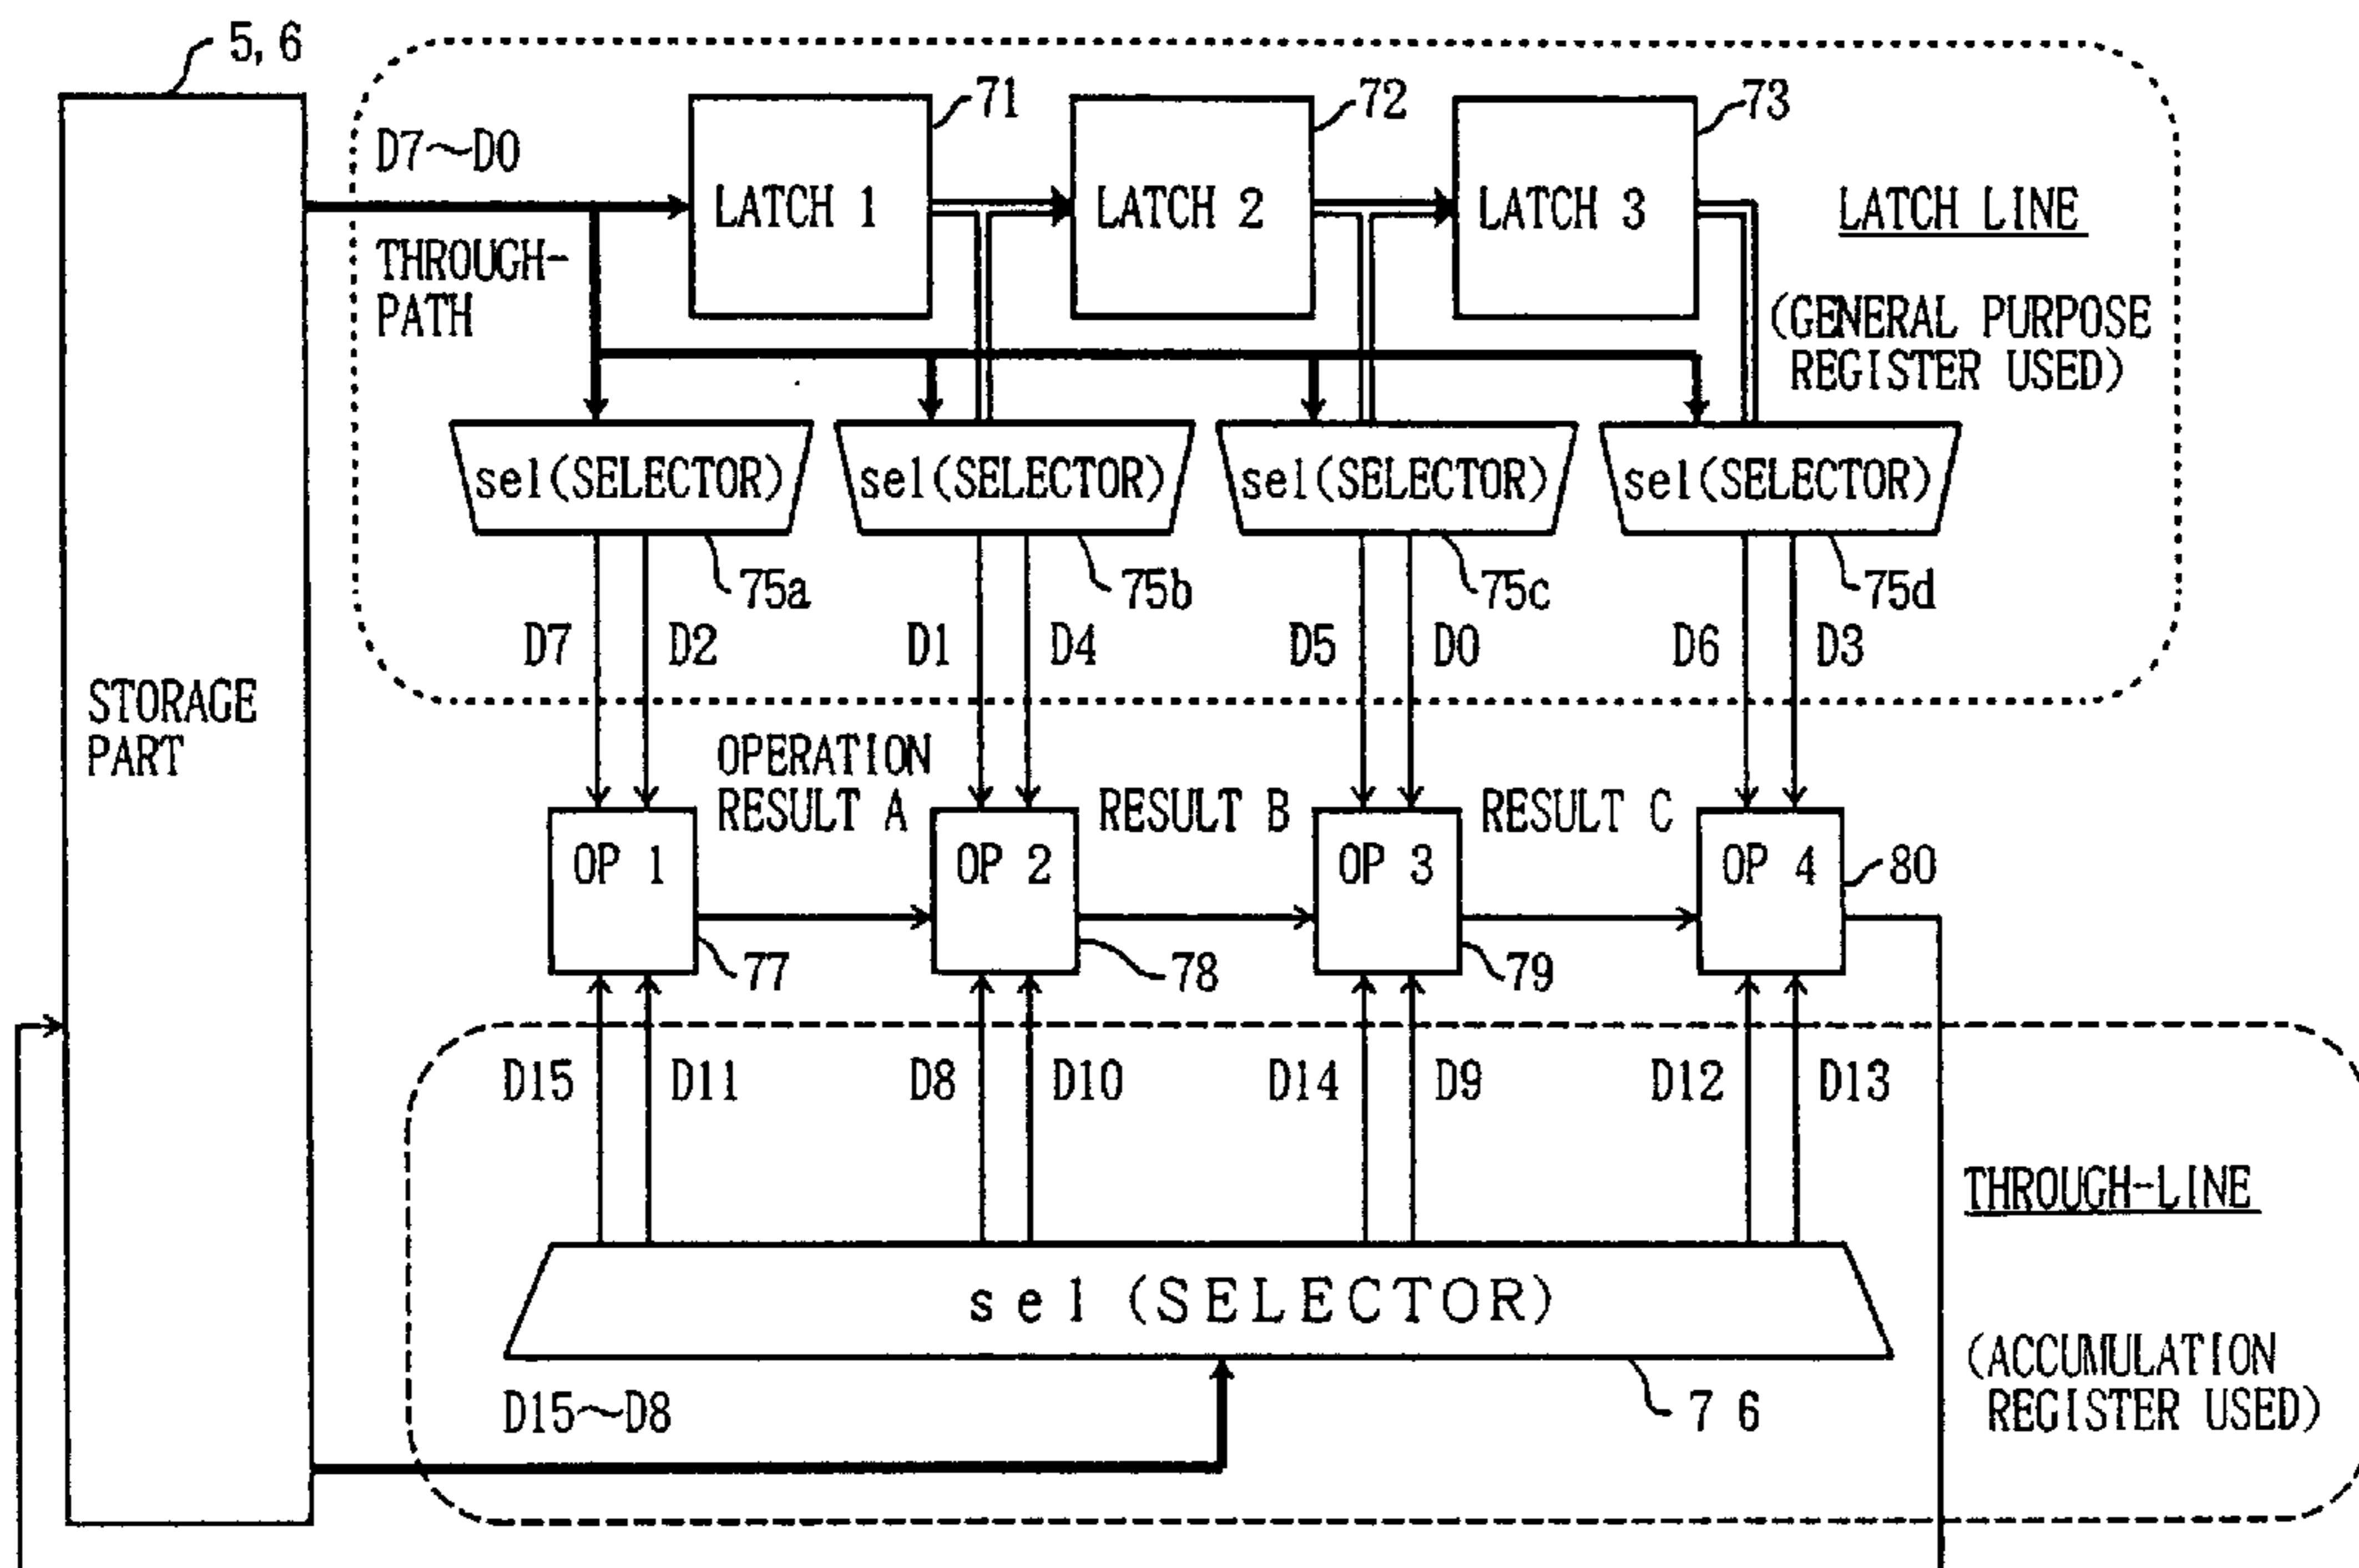 5, 6
D7~D0
THROUGH-
PATH
LATCH 1
71
LATCH 2
72
LATCH 3
73
LATCH LINE
(GENERAL PURPOSE
REGISTER USED)
sel(SELECTOR)
sel(SELECTOR)
sel(SELECTOR)
sel(SELECTOR)
75a
75b
75c
75d
D7
D2
D1
D4
D5
D0
D6
D3
STORAGE
PART
OPERATION
RESULT A
RESULT B
RESULT C
OP 1
OP 2
OP 3
OP 4
80
77
78
79
D15
D11
D8
D10
D14
D9
D12
D13
THROUGH-LINE
sel (SELECTOR)
(ACCUMULATION
REGISTER USED)
D15~D8
76